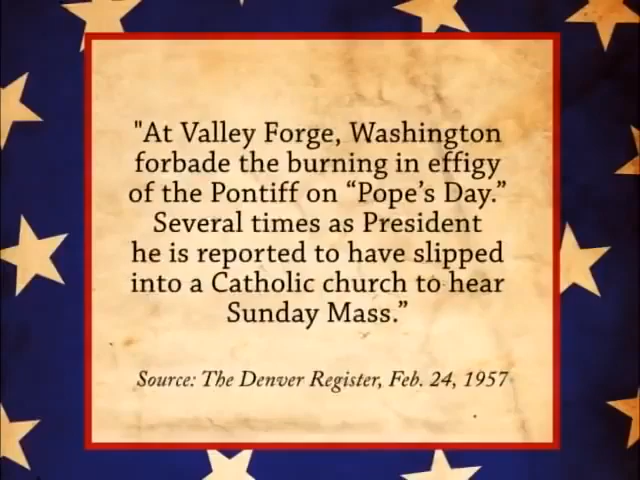 "At Valley Forge, Washington
forbade the burning in effigy
of the Pontiff on “Pope’s Day.”
Several times as President
he is reported to have slipped
into a Catholic church to hear
Sunday Mass.”
Source: The Denver Register, Feb. 24, 1957